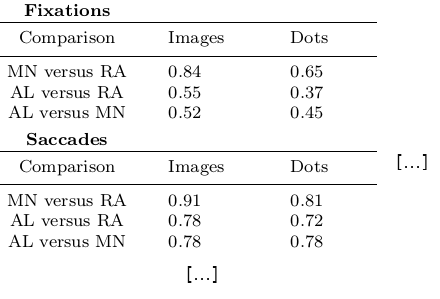 Fixations
Comparison Images Dots
MN versus RA 0.84 0.65
AL versus RA 0.55 0.37
AL versus MN 0.52 0.45
Saccades
Comparison Images Dots
[...]
MN versus RA 0.91 0.81
AL versus RA 0.78 0.72
AL versus MN 0.78 0.78
[...]